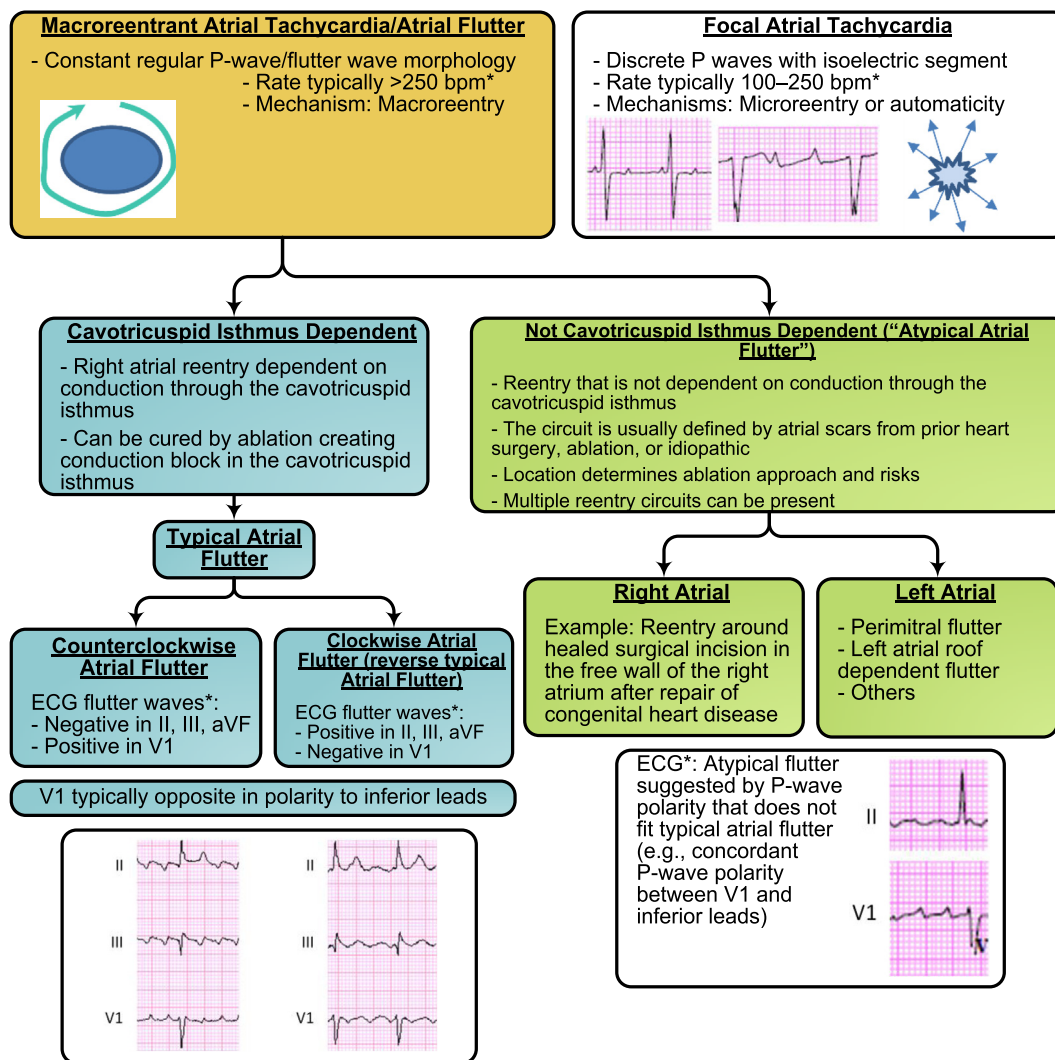 Macroreentrant Atrial Tachycardia/Atrial Flutter
- Constant regular P-wave/flutter wave morphology
- Rate typically >250 bpm*
- Mechanism: Macroreentry
Focal Atrial Tachycardia
- Discrete P waves with isoelectric segment
- Rate typically 100–250 bpm*
- Mechanisms: Microreentry or automaticity
Cavotricuspid Isthmus Dependent
- Right atrial reentry dependent on
conduction through the cavotricuspid
isthmus
- Can be cured by ablation creating
conduction block in the cavotricuspid
isthmus
Not Cavotricuspid Isthmus Dependent (“Atypical Atrial
Flutter”)
- Reentry that is not dependent on conduction through the
cavotricuspid isthmus
- The circuit is usually defined by atrial scars from prior heart
surgery, ablation, or idiopathic
- Location determines ablation approach and risks
- Multiple reentry circuits can be present
Typical Atrial
Flutter
Counterclockwise
Atrial Flutter
ECG flutter waves*:
- Negative in II, III, aVF
- Positive in V1
Clockwise Atrial
Flutter (reverse typical
Atrial Flutter)
ECG flutter waves*:
- Positive in II, III, aVF
- Negative in V1
Right Atrial
Example: Reentry around
healed surgical incision in
the free wall of the right
atrium after repair of
congenital heart disease
Left Atrial
- Perimitral flutter
- Left atrial roof
dependent flutter
- Others
V1 typically opposite in polarity to inferior leads
II
III
V1
II
III
V1
ECG*: Atypical flutter
suggested by P-wave
polarity that does not
fit typical atrial flutter
(e.g., concordant
P-wave polarity
between V1 and
inferior leads)
II
V1
V